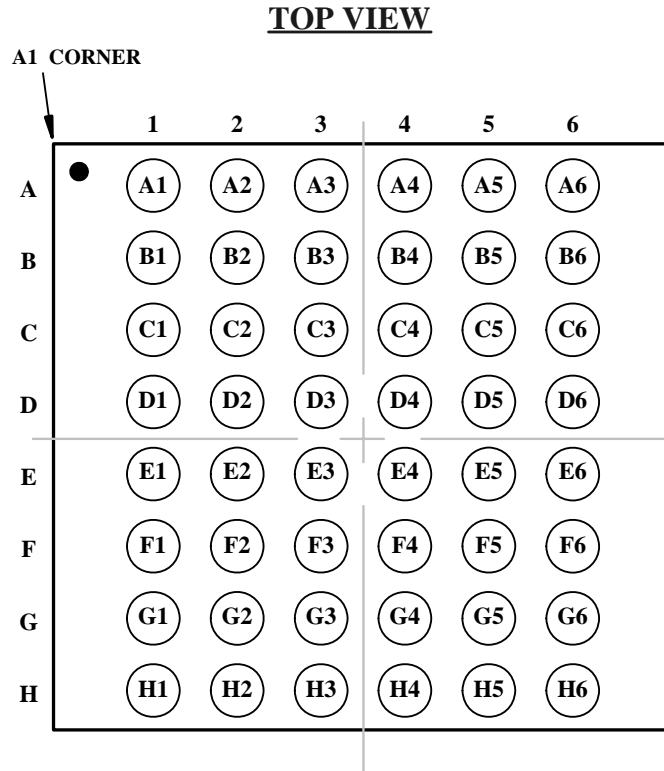 TOP VIEW
A1 CORNER
1 2 3 4 5 6
A A1 A2 A3 A4 A5 A6
B B1 B2 B3 B4 B5 B6
C C1 C2 C3 C4 C5 C6
D D1 D2 D3 D4 D5 D6
E E1 E2 E3 E4 E5 E6
F F1 F2 F3 F4 F5 F6
G G1 G2 G3 G4 G5 G6
H H1 H2 H3 H4 H5 H6